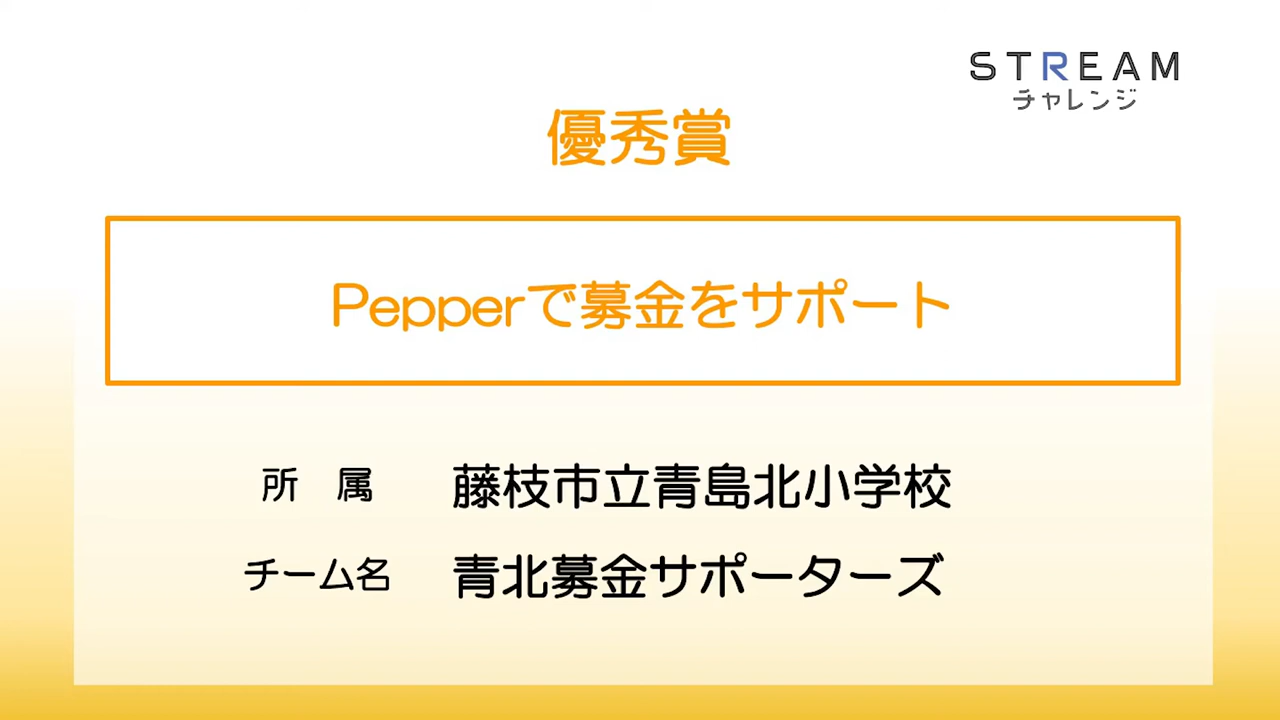 STREAM
チャレンジ
優秀賞
Pepperで募金をサポート
所 属 藤枝市立青島北小学校
チーム名 青北募金サポーターズ